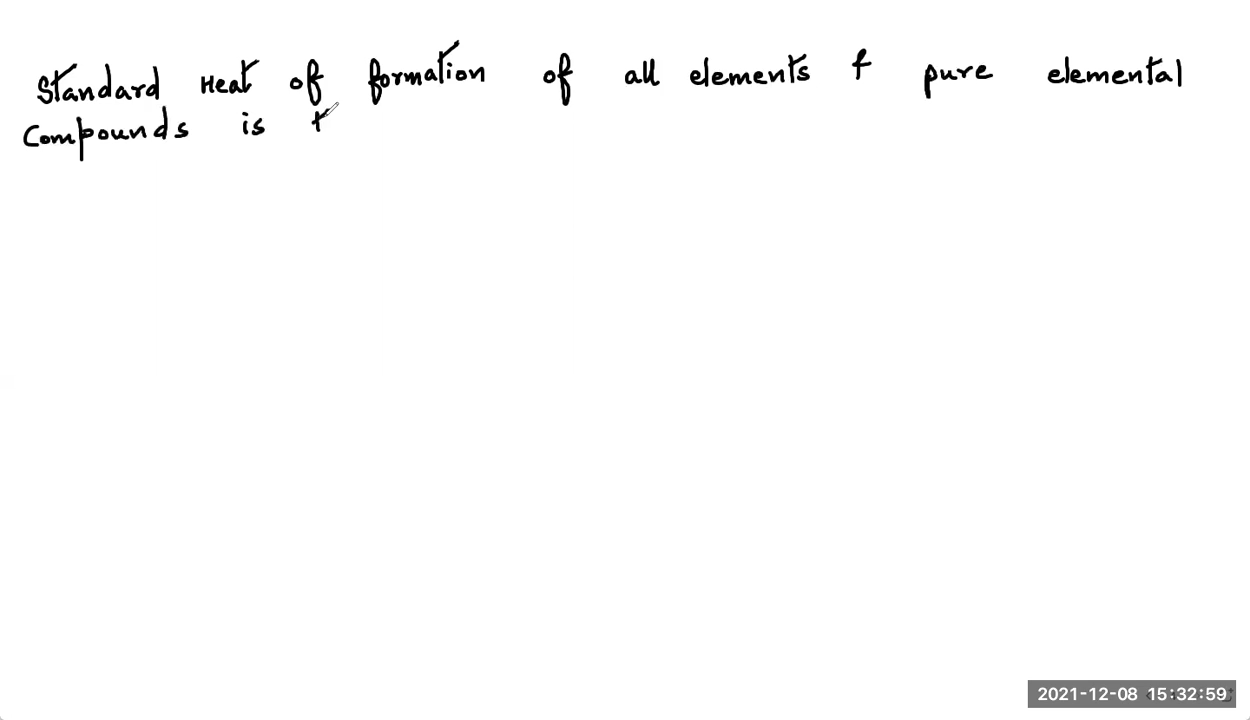 Standard Heat of formation of all elements & pure elemental
Compounds is t
2021-12-08 15:32:59